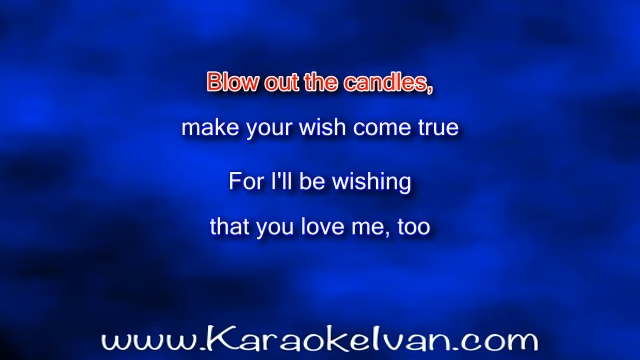 Blow out the candles,
make your wish come true
For I'll be wishing
that you love me, too
www.KaraokeIvan.com